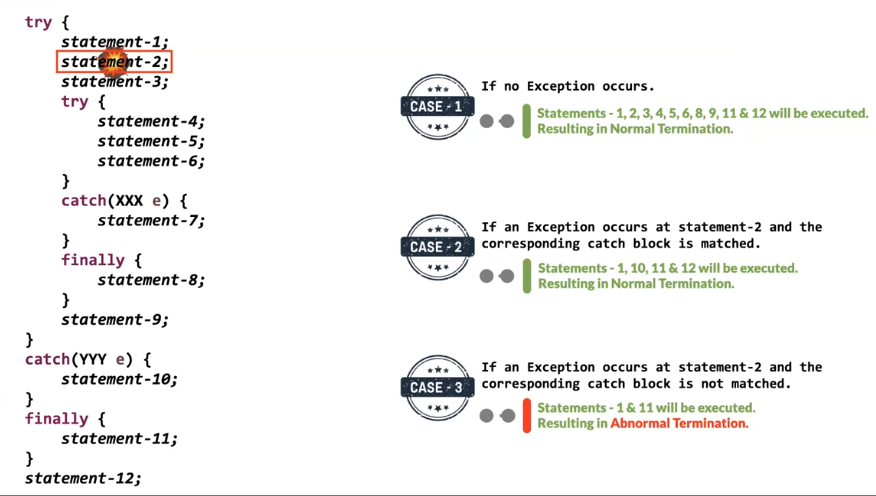 try {
statement-1;
statement-2;
statement-3;
try {
statement-4;
statement-5;
statement-6;
}
catch(XXX e) {
statement-7;
}
finally {
statement-8;
}
statement-9;
}
catch(YYY e) {
statement-10;
}
finally {
statement-11;
}
statement-12;
CASE - 1
If no Exception occurs.
Statements - 1, 2, 3, 4, 5, 6, 8, 9, 11 & 12 will be executed.
Resulting in Normal Termination.
CASE - 2
If an Exception occurs at statement-2 and the
corresponding catch block is matched.
Statements - 1, 10, 11 & 12 will be executed.
Resulting in Normal Termination.
CASE - 3
If an Exception occurs at statement-2 and the
corresponding catch block is not matched.
Statements - 1 & 11 will be executed.
Resulting in Abnormal Termination.